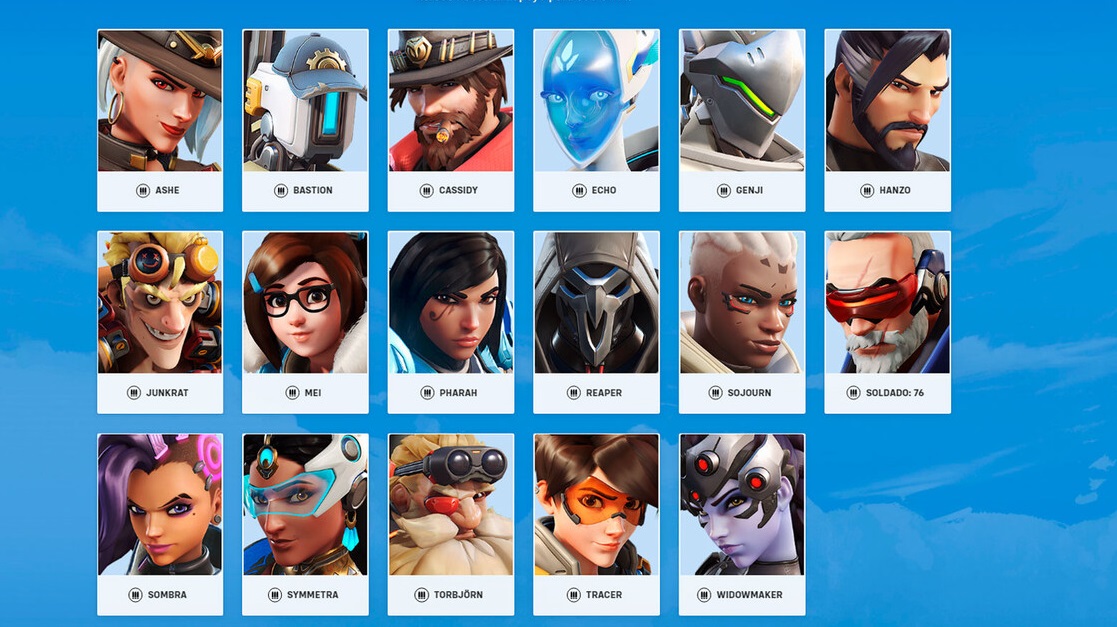 ASHE
BASTION
CASSIDY
ECHO
GENJI
HANZO
JUNKRAT
MEI
PHARAH
REAPER
SOJOURN
SOLDADO: 76
SOMBRA
SYMMETRA
TORBJÖRN
TRACER
WIDOWMAKER